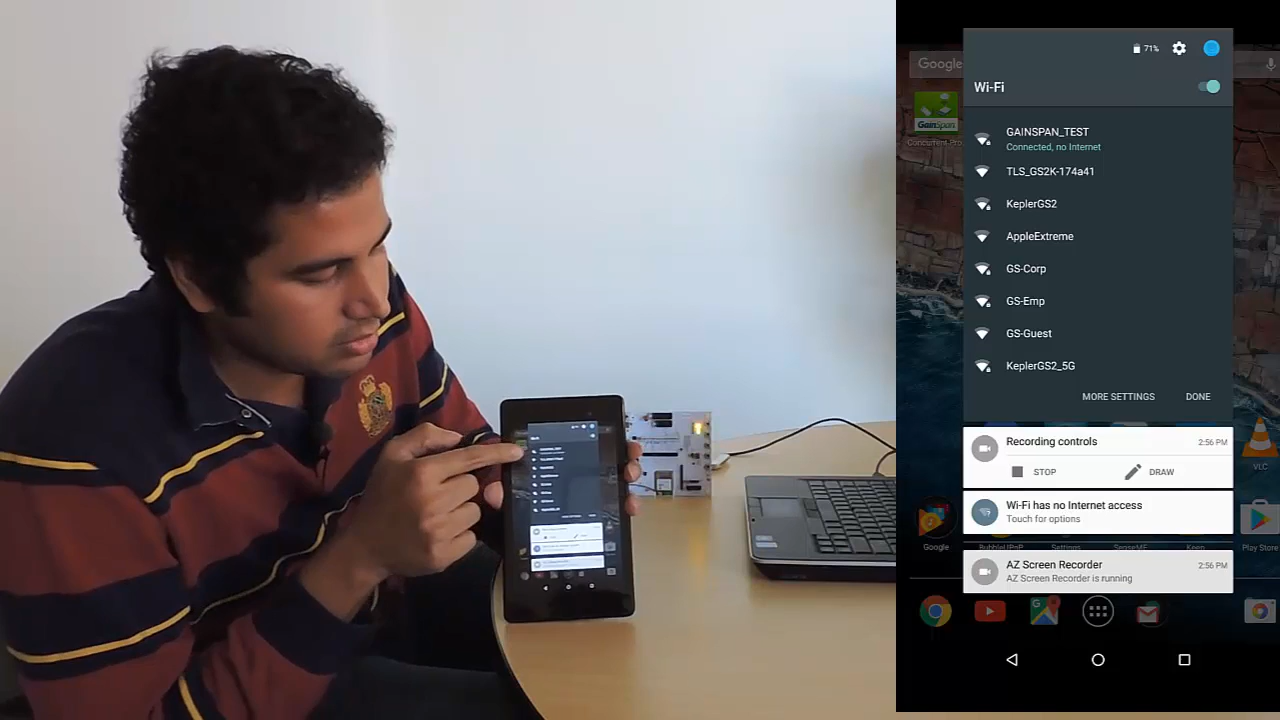 71%
Google
Wi-Fi
GainSpan
GAINSPAN_TEST
Connected, no Internet
TLS_GS2K-174a41
KeplerGS2
AppleExtreme
GS-Corp
GS-Emp
GS-Guest
KeplerGS2_5G
MORE SETTINGS DONE
Recording controls 2:56 PM
STOP DRAW
VLC
Wi-Fi has no Internet access
Touch for options
Google
Play Store
AZ Screen Recorder 2:56 PM
AZ Screen Recorder is running